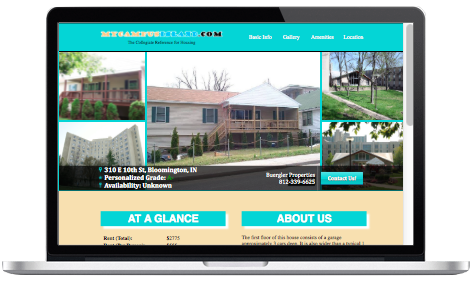 MYCAMPUSISLAND.COM
The Collegiate Reference for Housing
Basic Info Gallery Amenities Location
310 E 10th St, Bloomington, IN
Personalized Grade:
Availability: Unknown
Buergler Properties
812-339-6625
Contact Us!
AT A GLANCE
ABOUT US
Rent (Total): $2775
The first floor of this house consists of a garage